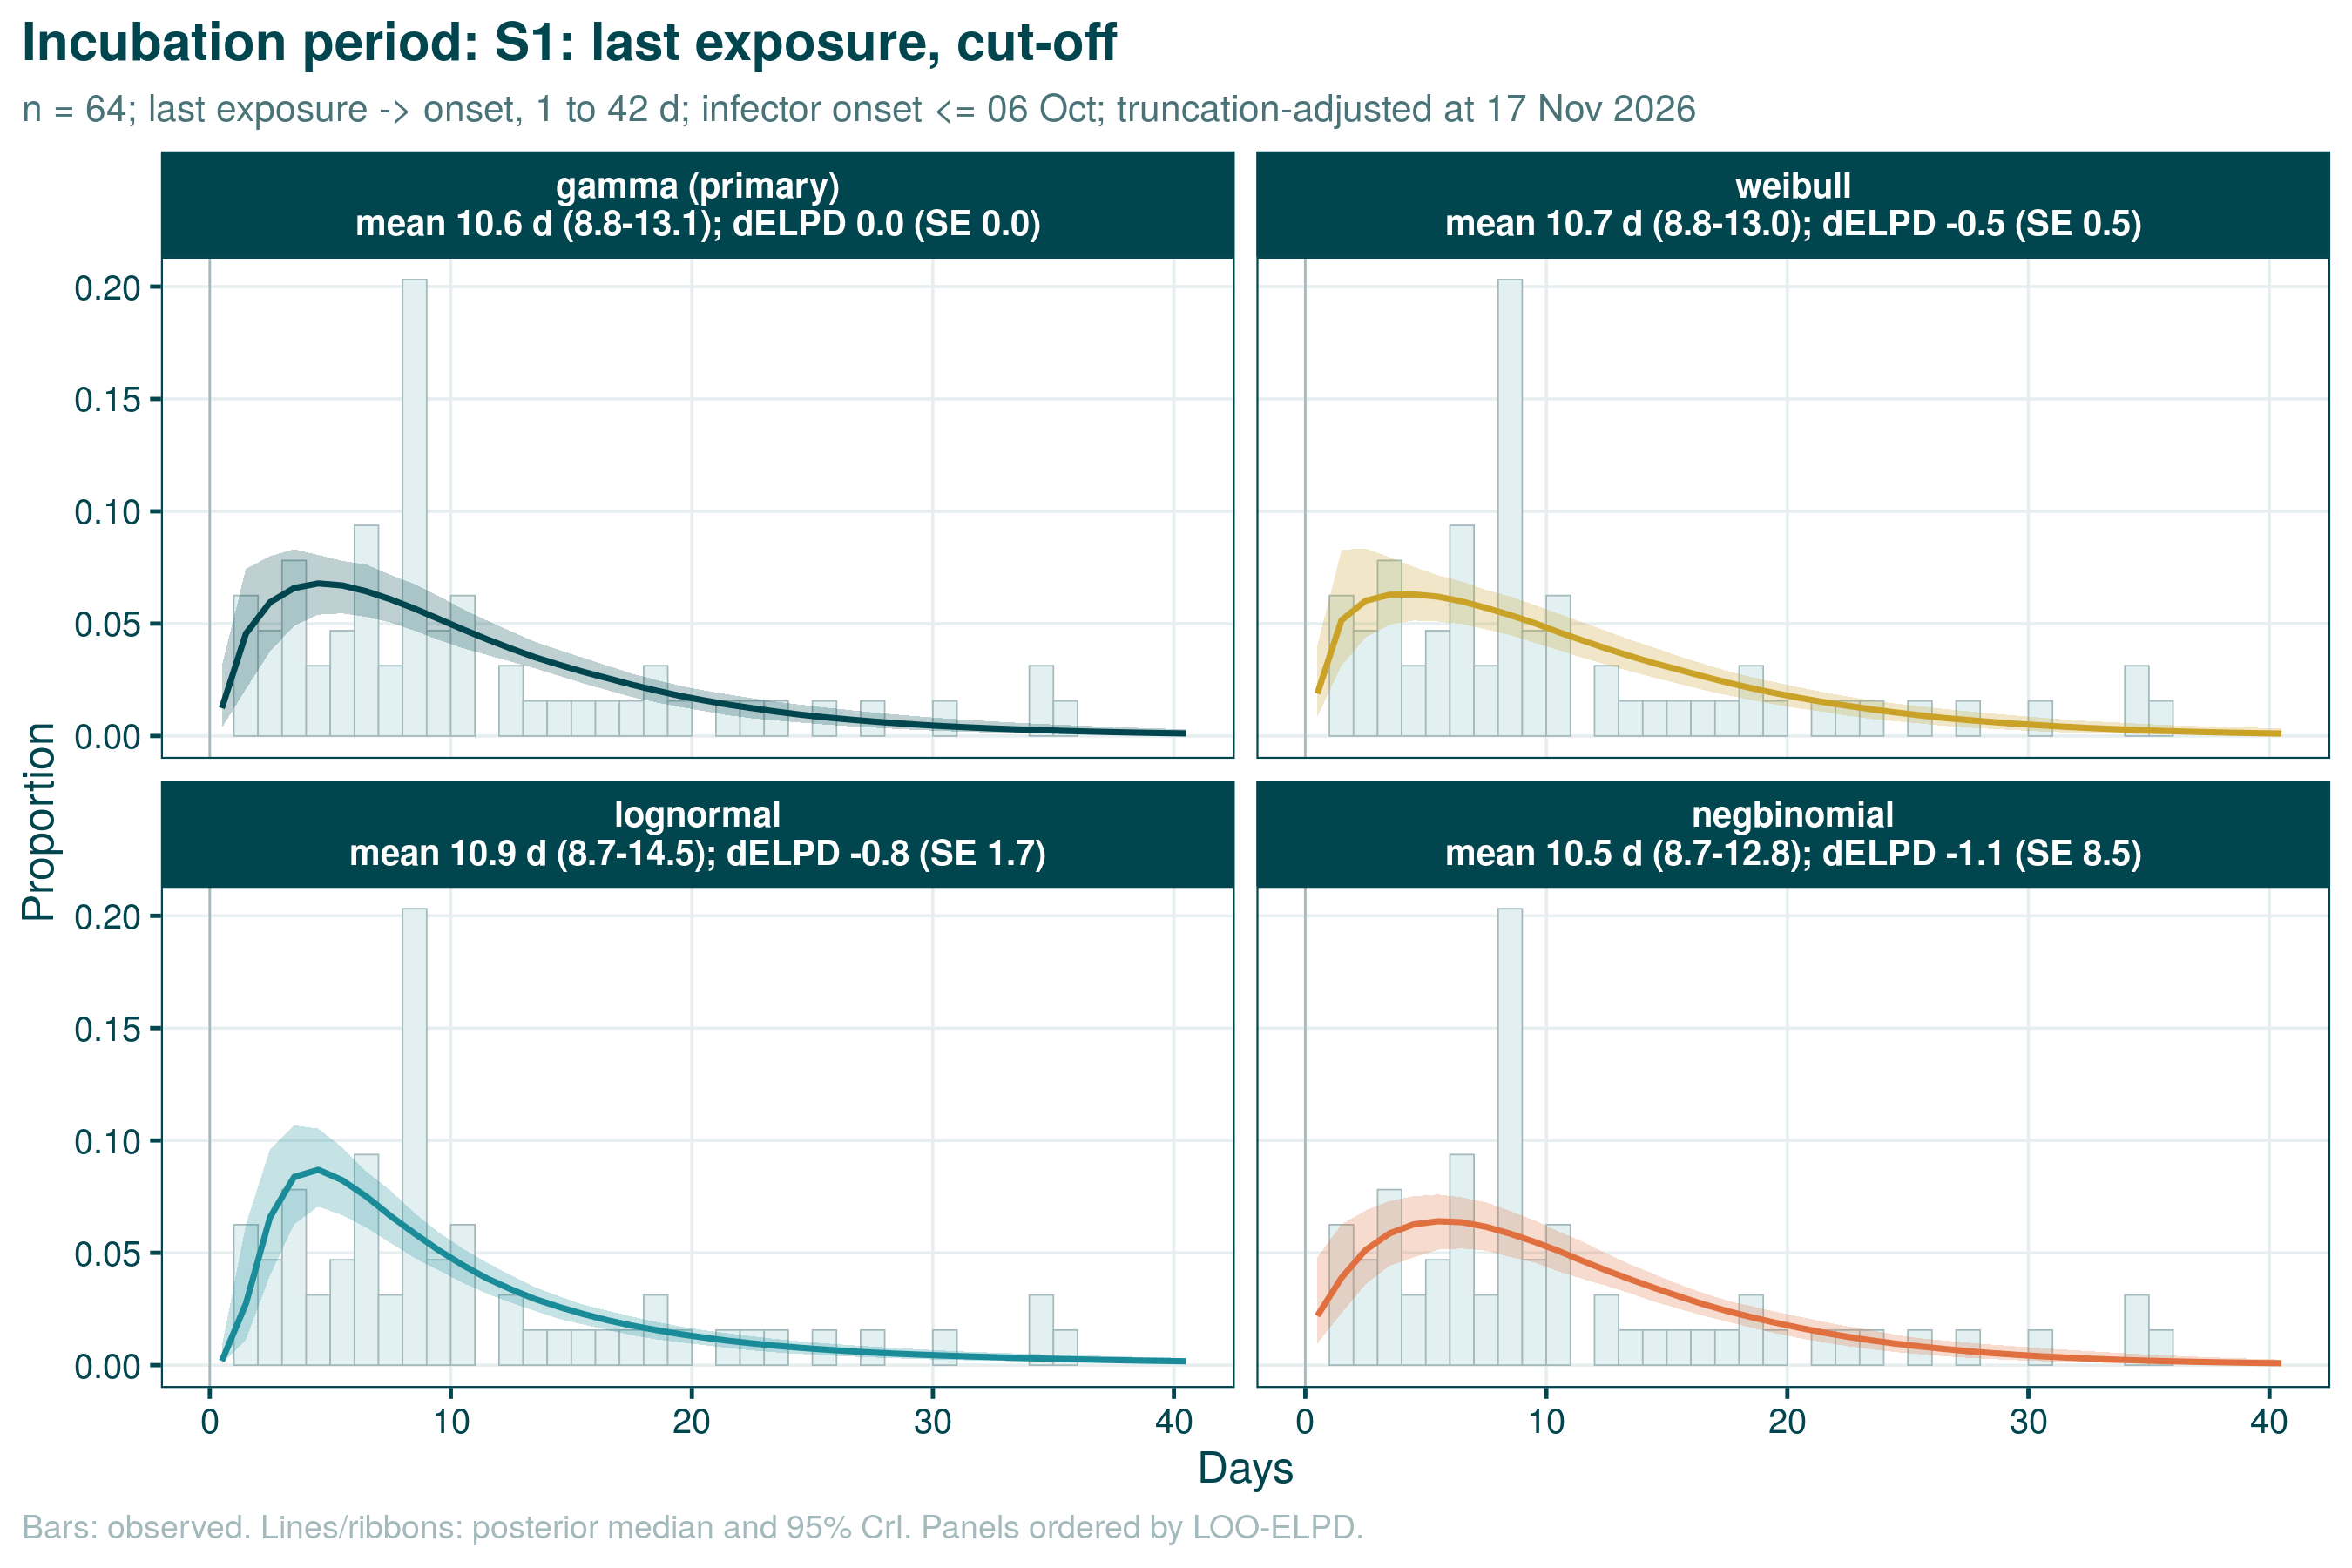 Incubation period: S1: last exposure, cut-off
n = 64; last exposure -> onset, 1 to 42 d; infector onset <= 06 Oct; truncation-adjusted at 17 Nov 2026
gamma (primary)
mean 10.6 d (8.8-13.1); dELPD 0.0 (SE 0.0)
weibull
mean 10.7 d (8.8-13.0); dELPD -0.5 (SE 0.5)
0.20
0.15
0.10
0.05
0.00
lognormal
mean 10.9 d (8.7-14.5); dELPD -0.8 (SE 1.7)
negbinomial
mean 10.5 d (8.7-12.8); dELPD -1.1 (SE 8.5)
0.20
0.15
0.10
0.05
0.00
Proportion
0 10 20 30 40 0 10 20 30 40
Days
Bars: observed. Lines/ribbons: posterior median and 95% CrI. Panels ordered by LOO-ELPD.